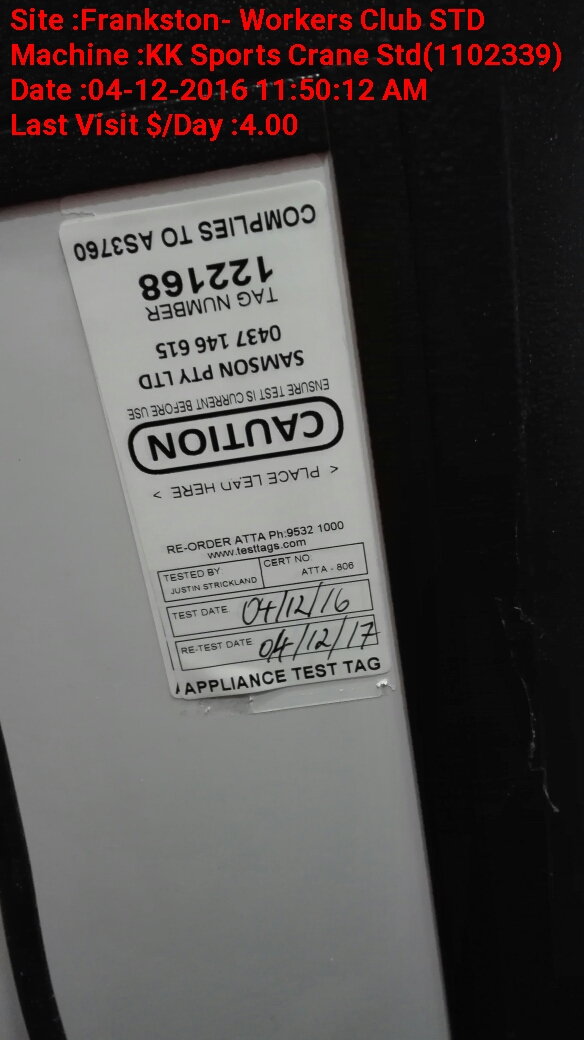 Site :Frankston- Workers Club STD
Machine :KK Sports Crane Std(1102339)
Date :04-12-2016 11:50:12 AM
Last Visit $/Day :4.00
COMPLIES TO AS3760
122168
TAG NUMBER
0437 146 615
SAMSON PTY LTD
ENSURE TEST IS CURRENT BEFORE USE
CAUTION
< PLACE LEAD HERE >
RE-ORDER ATTA Ph:9532 1000
www.testtags.com
TESTED BY: JUSTIN STRICKLAND
CERT NO. ATTA - 806
TEST DATE 04/12/16
RE-TEST DATE 04/12/17
APPLIANCE TEST TAG